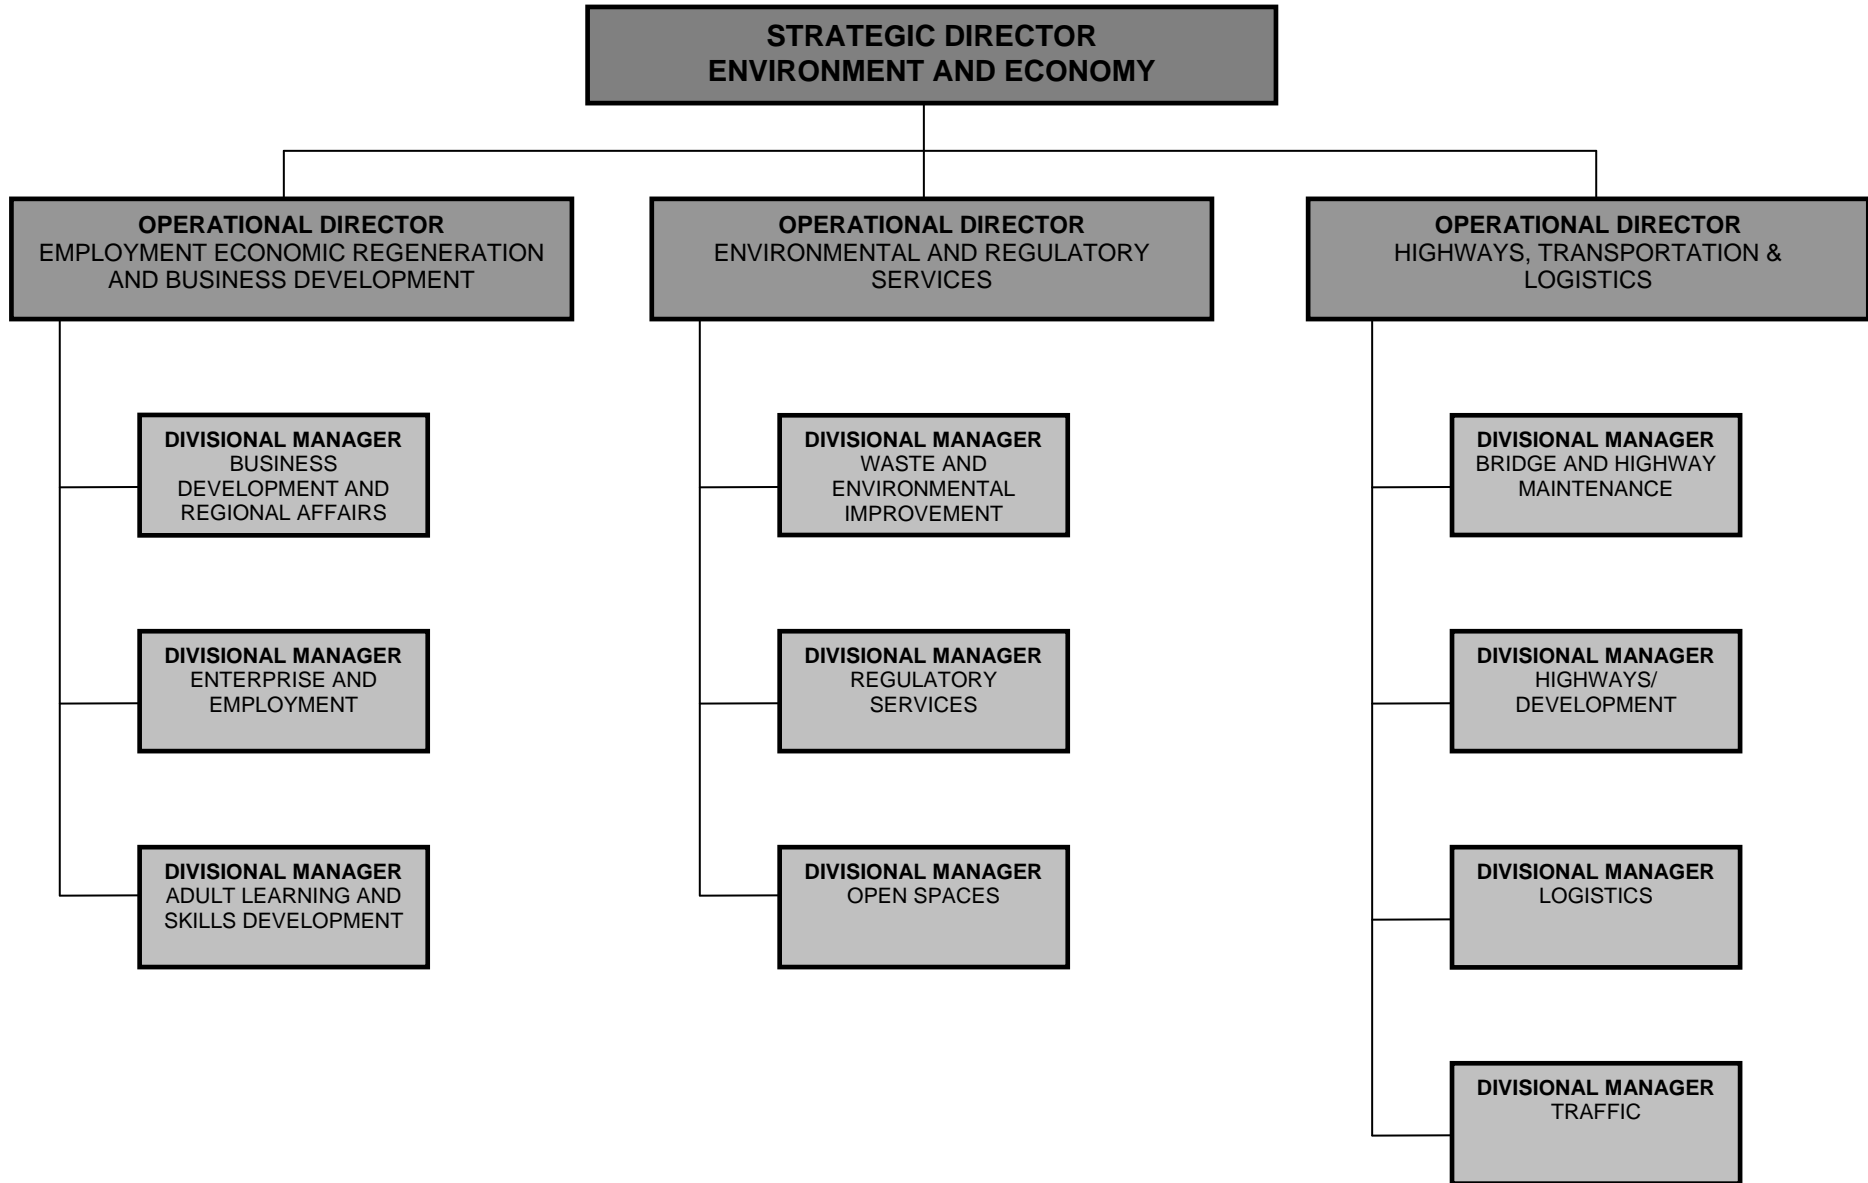 STRATEGIC DIRECTOR
ENVIRONMENT AND ECONOMY
OPERATIONAL DIRECTOR
EMPLOYMENT ECONOMIC REGENERATION
AND BUSINESS DEVELOPMENT
OPERATIONAL DIRECTOR
ENVIRONMENTAL AND REGULATORY
SERVICES
OPERATIONAL DIRECTOR
HIGHWAYS, TRANSPORTATION &
LOGISTICS
DIVISIONAL MANAGER
BUSINESS
DEVELOPMENT AND
REGIONAL AFFAIRS
DIVISIONAL MANAGER
WASTE AND
ENVIRONMENTAL
IMPROVEMENT
DIVISIONAL MANAGER
BRIDGE AND HIGHWAY
MAINTENANCE
DIVISIONAL MANAGER
ENTERPRISE AND
EMPLOYMENT
DIVISIONAL MANAGER
REGULATORY
SERVICES
DIVISIONAL MANAGER
HIGHWAYS/
DEVELOPMENT
DIVISIONAL MANAGER
ADULT LEARNING AND
SKILLS DEVELOPMENT
DIVISIONAL MANAGER
OPEN SPACES
DIVISIONAL MANAGER
LOGISTICS
DIVISIONAL MANAGER
TRAFFIC